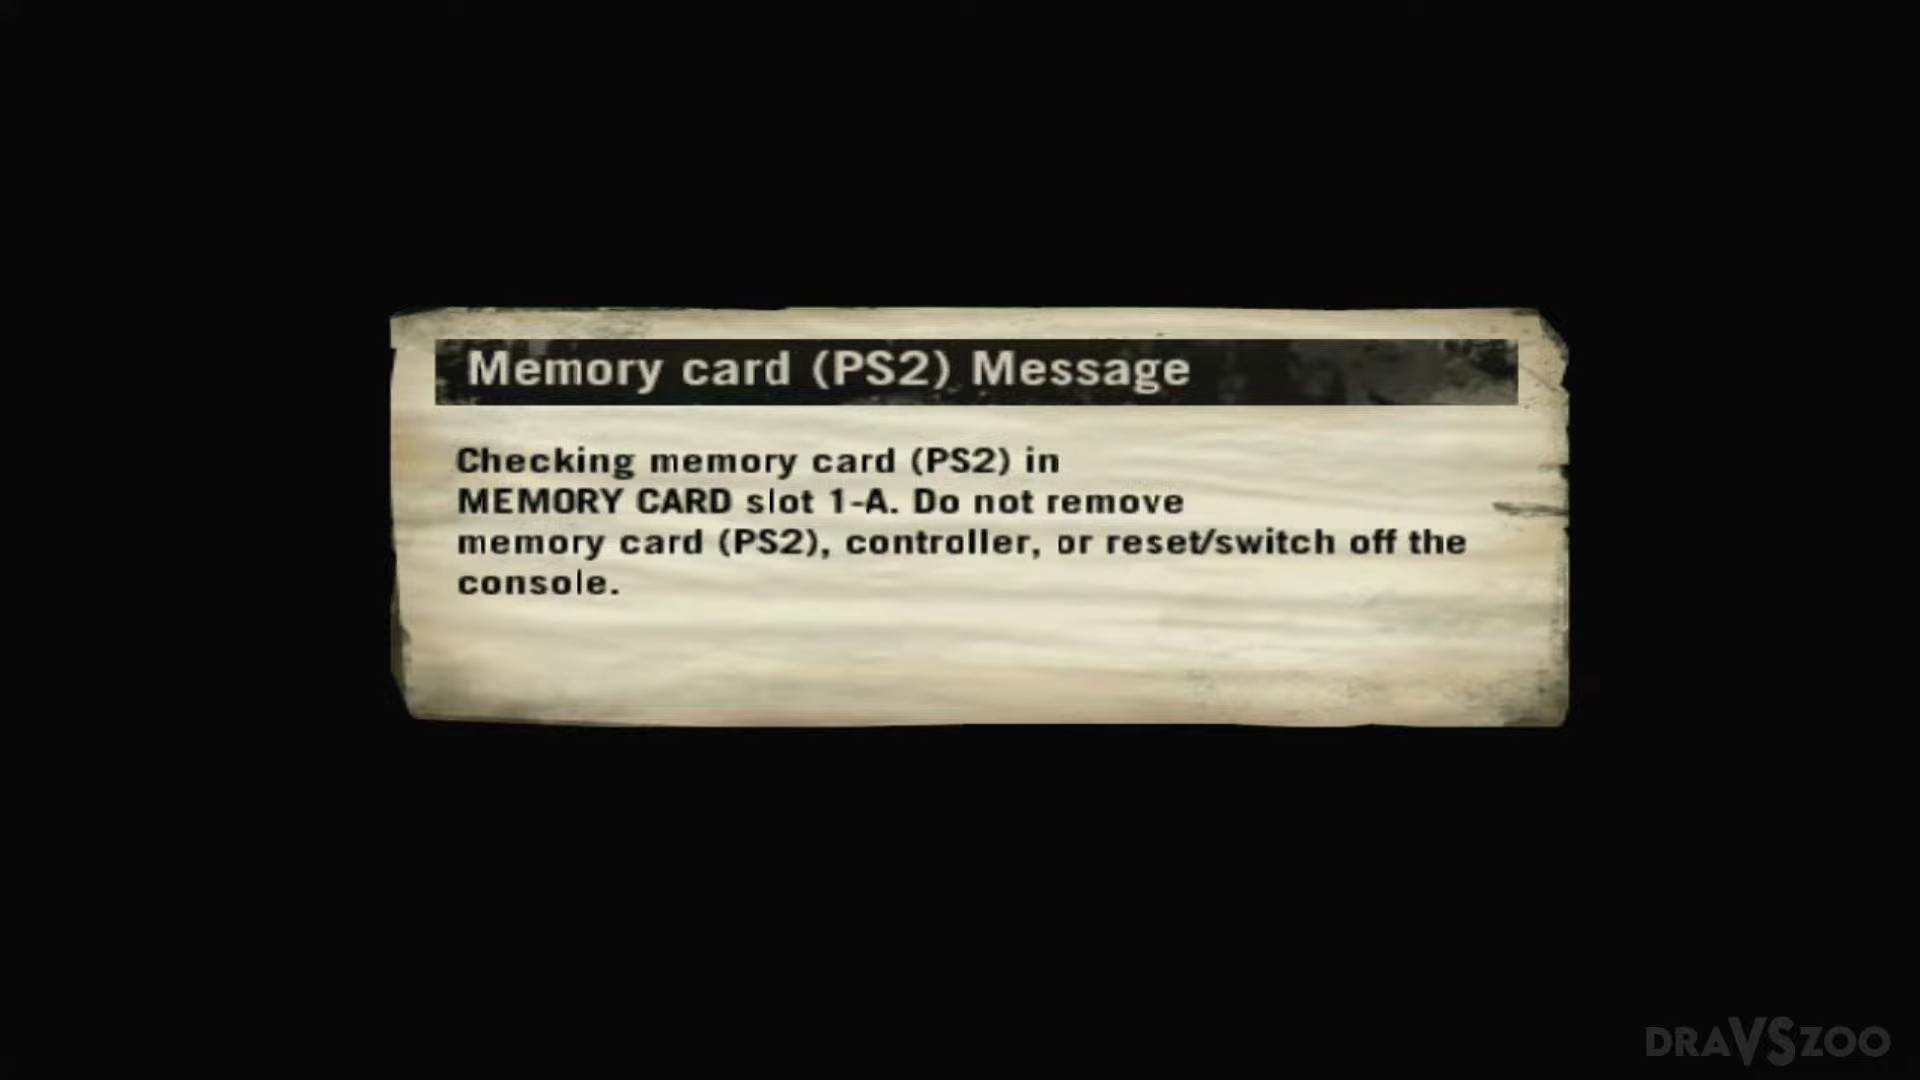 Memory card (PS2) Message
Checking memory card (PS2) in
MEMORY CARD slot 1-A. Do not remove
memory card (PS2), controller, or reset/switch off the
console.
DRAVSZOO